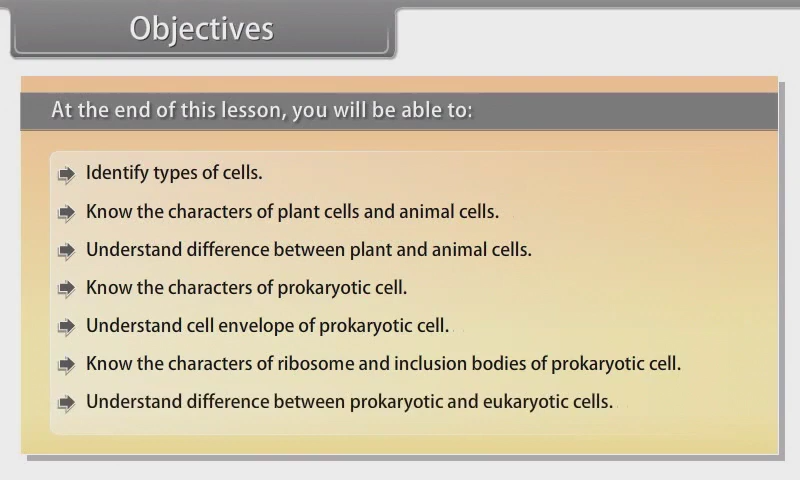 Objectives
At the end of this lesson, you will be able to:
Identify types of cells.
Know the characters of plant cells and animal cells.
Understand difference between plant and animal cells.
Know the characters of prokaryotic cell.
Understand cell envelope of prokaryotic cell.
Know the characters of ribosome and inclusion bodies of prokaryotic cell.
Understand difference between prokaryotic and eukaryotic cells.